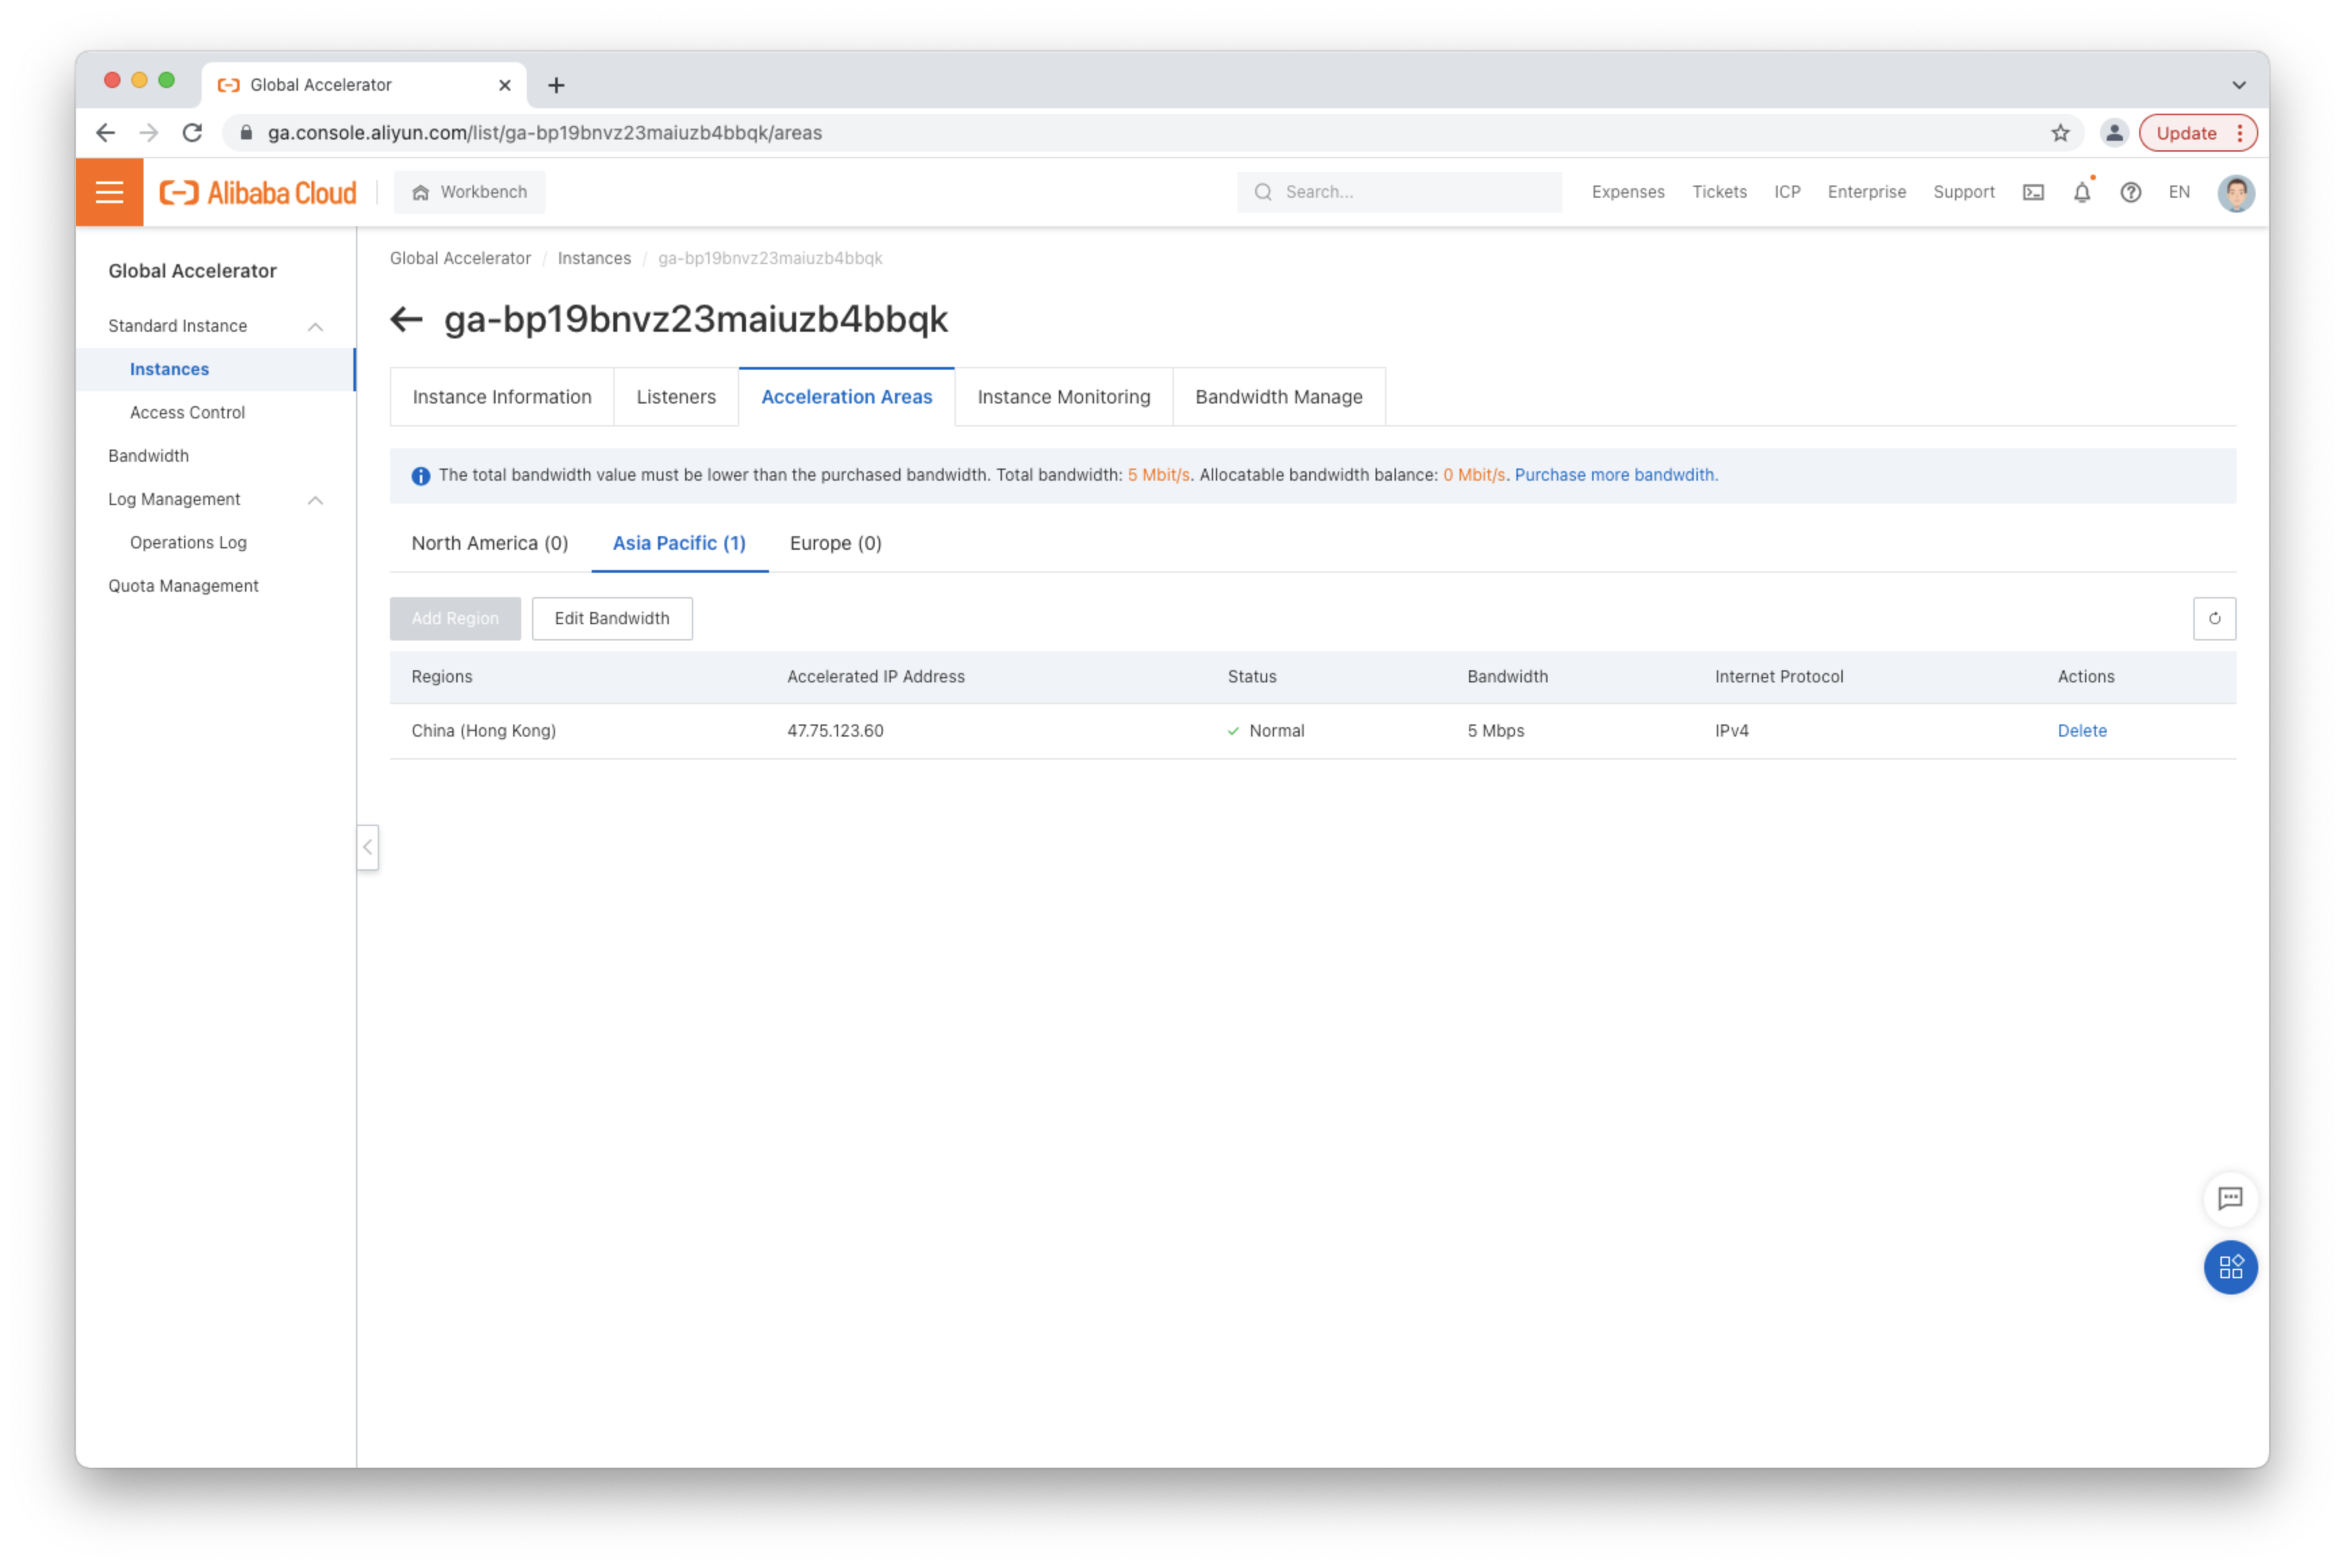 Global Accelerator
ga.console.aliyun.com/list/ga-bp19bnvz23maiuzb4bbqk/areas
Update
Alibaba Cloud
Workbench
Search...
Expenses
Tickets
ICP
Enterprise
Support
EN
Global Accelerator
Standard Instance
Instances
Access Control
Bandwidth
Log Management
Operations Log
Quota Management
Global Accelerator / Instances / ga-bp19bnvz23maiuzb4bbqk
ga-bp19bnvz23maiuzb4bbqk
Instance Information
Listeners
Acceleration Areas
Instance Monitoring
Bandwidth Manage
The total bandwidth value must be lower than the purchased bandwidth. Total bandwidth: 5 Mbit/s. Allocatable bandwidth balance: 0 Mbit/s. Purchase more bandwdith.
North America (0)
Asia Pacific (1)
Europe (0)
Add Region
Edit Bandwidth
Regions
Accelerated IP Address
Status
Bandwidth
Internet Protocol
Actions
China (Hong Kong)
47.75.123.60
Normal
5 Mbps
IPv4
Delete